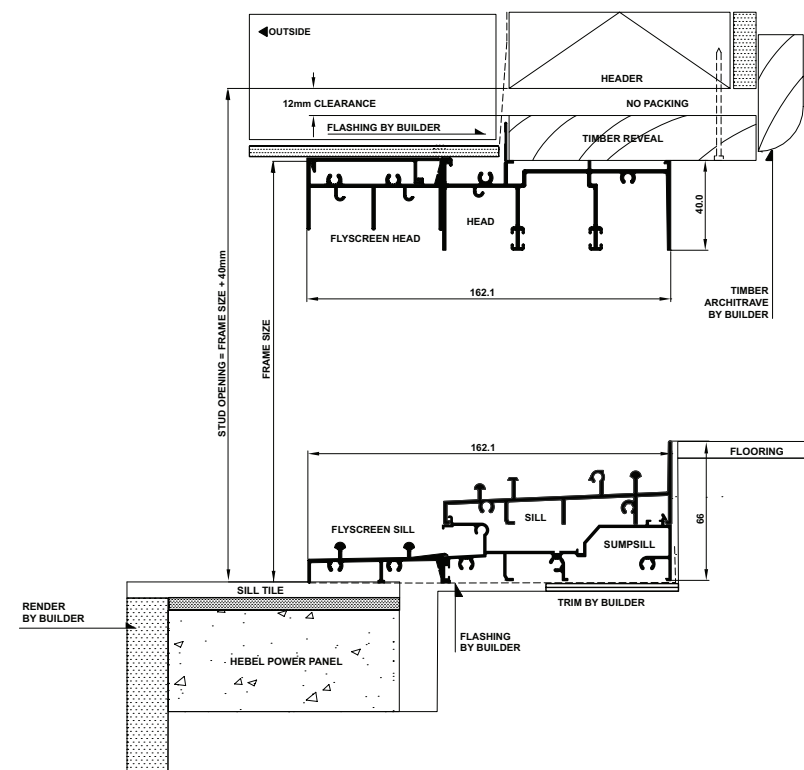 OUTSIDE
HEADER
12mm CLEARANCE
NO PACKING
FLASHING BY BUILDER
TIMBER REVEAL
40.0
HEAD
FLYSCREEN HEAD
162.1
TIMBER
ARCHITRAVE
BY BUILDER
STUD OPENING = FRAME SIZE + 40mm
FRAME SIZE
162.1
FLOORING
66
SILL
FLYSCREEN SILL
SUMPSILL
SILL TILE
TRIM BY BUILDER
RENDER
BY BUILDER
FLASHING
BY BUILDER
HEBEL POWER PANEL